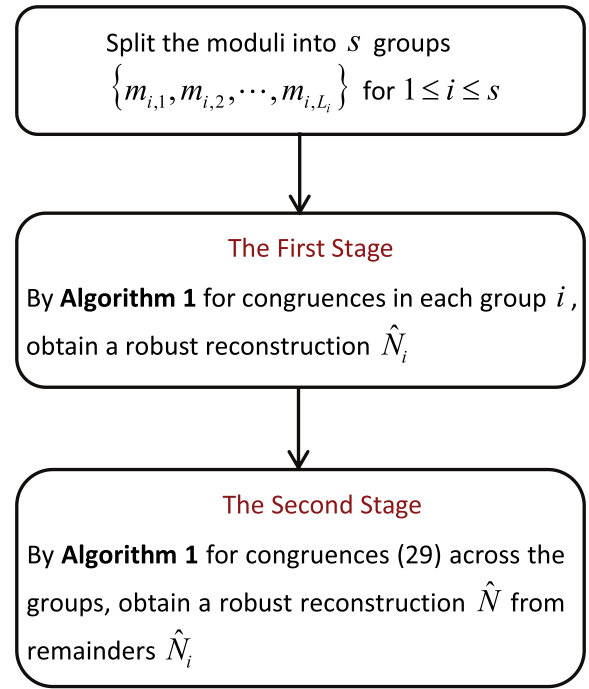 Split the moduli into s groups
{m_{i,1}, m_{i,2}, ⋯, m_{i,L_i}} for 1 ≤ i ≤ s
The First Stage
By Algorithm 1 for congruences in each group i,
obtain a robust reconstruction N̂_i
The Second Stage
By Algorithm 1 for congruences (29) across the
groups, obtain a robust reconstruction N̂ from
remainders N̂_i